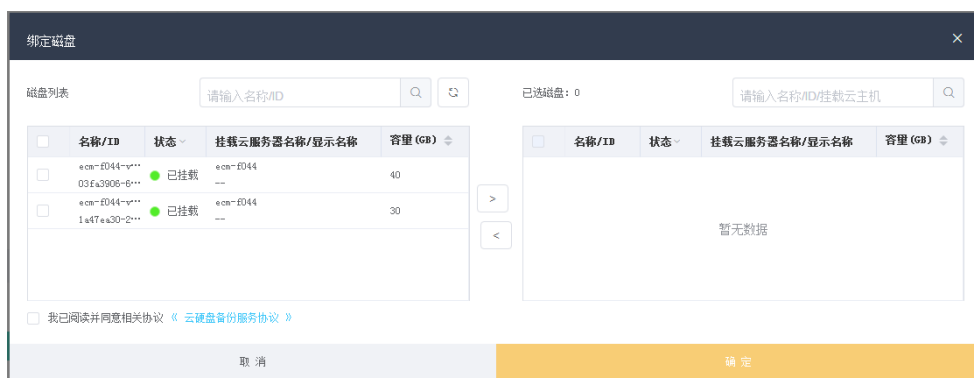 绑定磁盘
磁盘列表
请输入名称/ID
已选磁盘: 0
请输入名称/ID/挂载云主机
名称/ID 状态 挂载云服务器名称/显示名称 容量(GB)
ecm-f044-v··· 已挂载 ecm-f044 40
03fa3906-6··· --
ecm-f044-v··· 已挂载 ecm-f044 30
1a47ea30-2··· --
名称/ID 状态 挂载云服务器名称/显示名称 容量(GB)
暂无数据
>
<
我已阅读并同意相关协议《 云硬盘备份服务协议 》
取 消
确 定